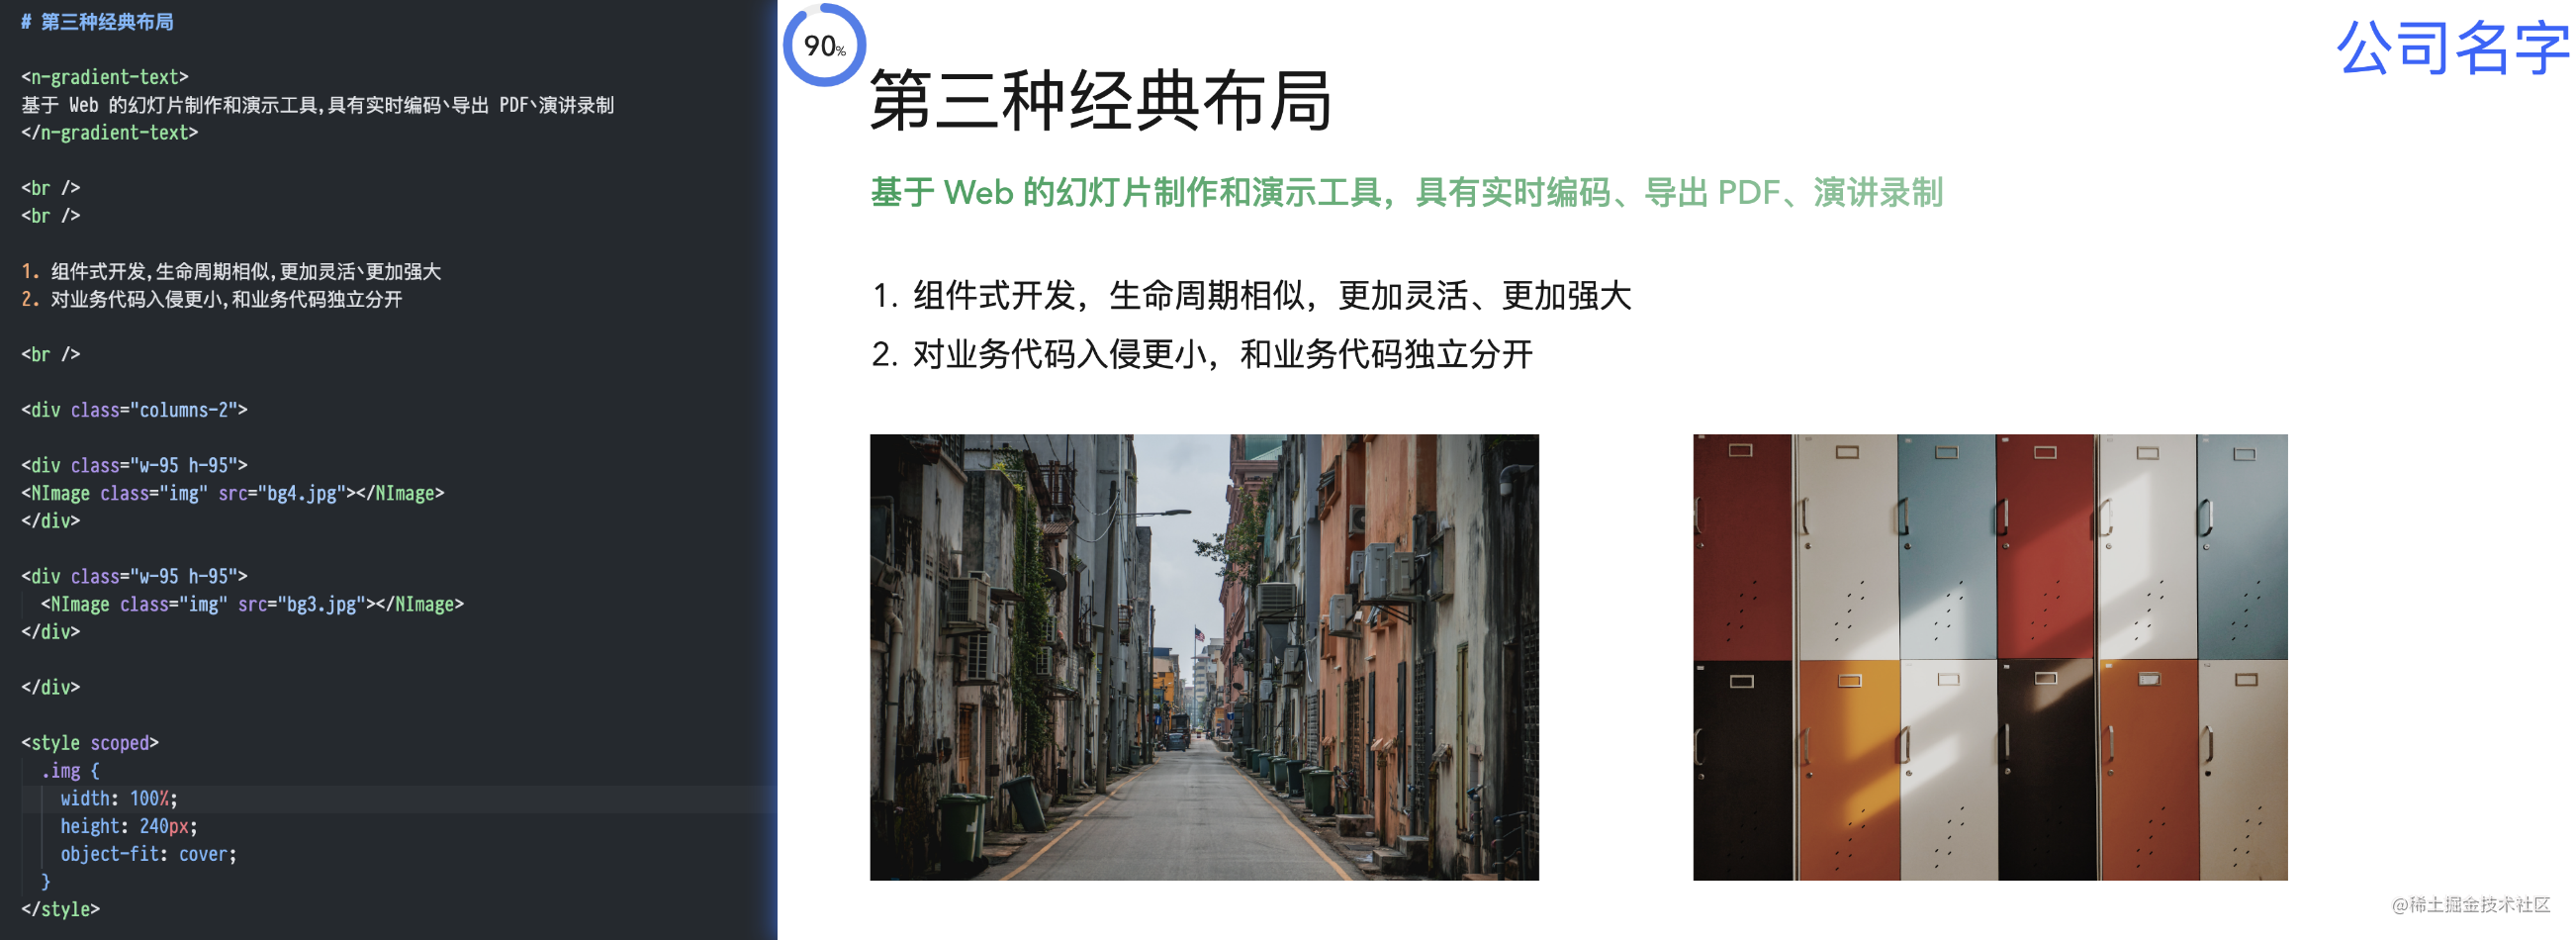 # 第三种经典布局
<n-gradient-text>
基于 Web 的幻灯片制作和演示工具,具有实时编码、导出 PDF、演讲录制
</n-gradient-text>
<br />
<br />
1. 组件式开发,生命周期相似,更加灵活、更加强大
2. 对业务代码入侵更小,和业务代码独立分开
<br />
<div class="columns-2">
<div class="w-95 h-95">
<NImage class="img" src="bg4.jpg"></NImage>
</div>
<div class="w-95 h-95">
<NImage class="img" src="bg3.jpg"></NImage>
</div>
</div>
<style scoped>
.img {
width: 100%;
height: 240px;
object-fit: cover;
}
</style>
90%
公司名字
第三种经典布局
基于 Web 的幻灯片制作和演示工具，具有实时编码、导出 PDF、演讲录制
1. 组件式开发，生命周期相似，更加灵活、更加强大
2. 对业务代码入侵更小，和业务代码独立分开
@稀土掘金技术社区